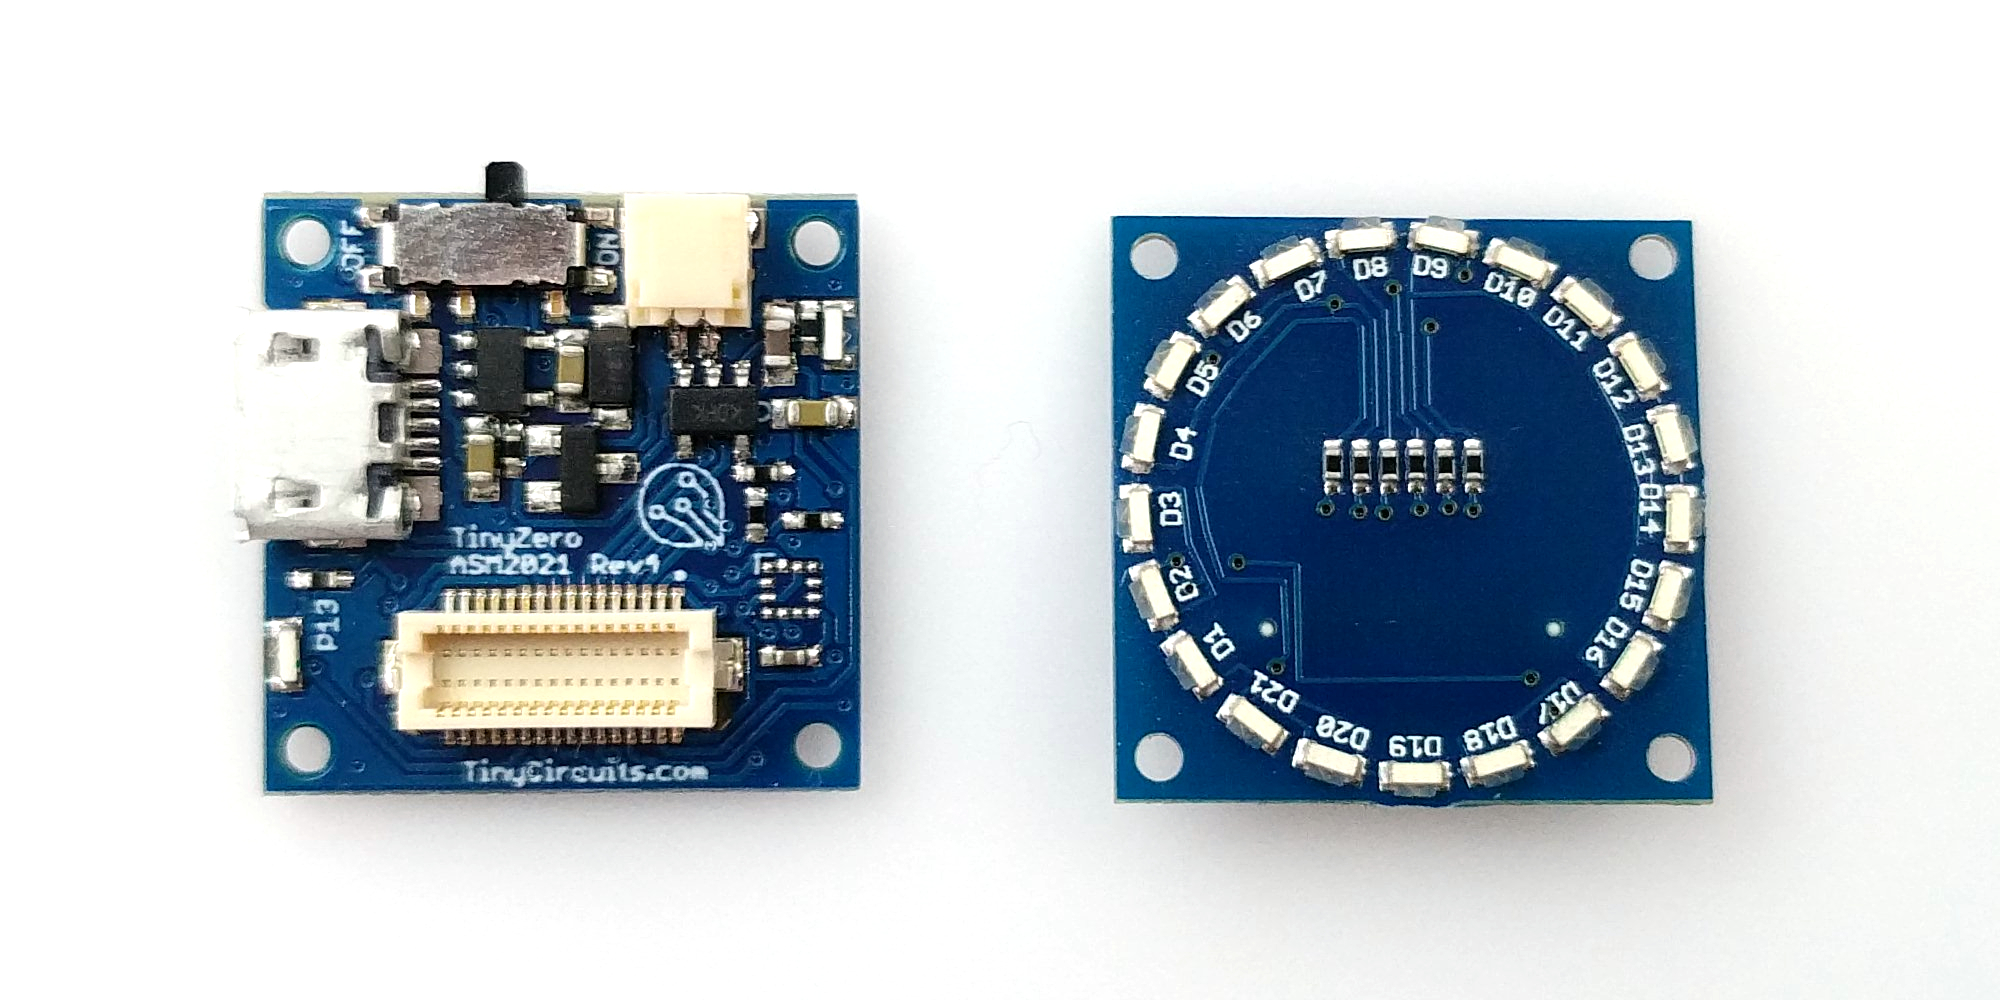 OFF
ON
TinyZero
ASM2021 Rev4
P13
TinyCircuits.com
D1
D2
D3
D4
D5
D6
D7
D8
D9
D10
D11
D12
D13
D14
D15
D16
D17
D18
D19
D20
D21